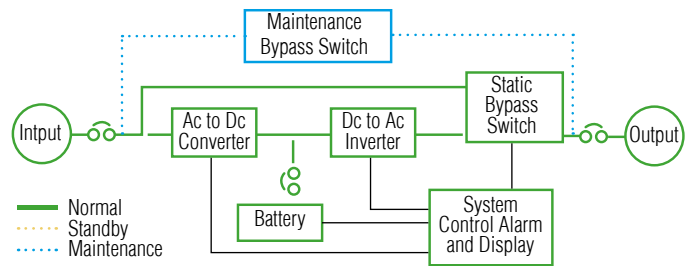 Maintenance
Bypass Switch
Static
Bypass
Switch
Intput
Ac to Dc
Converter
Dc to Ac
Inverter
Output
Battery
System
Control Alarm
and Display
Normal
Standby
Maintenance